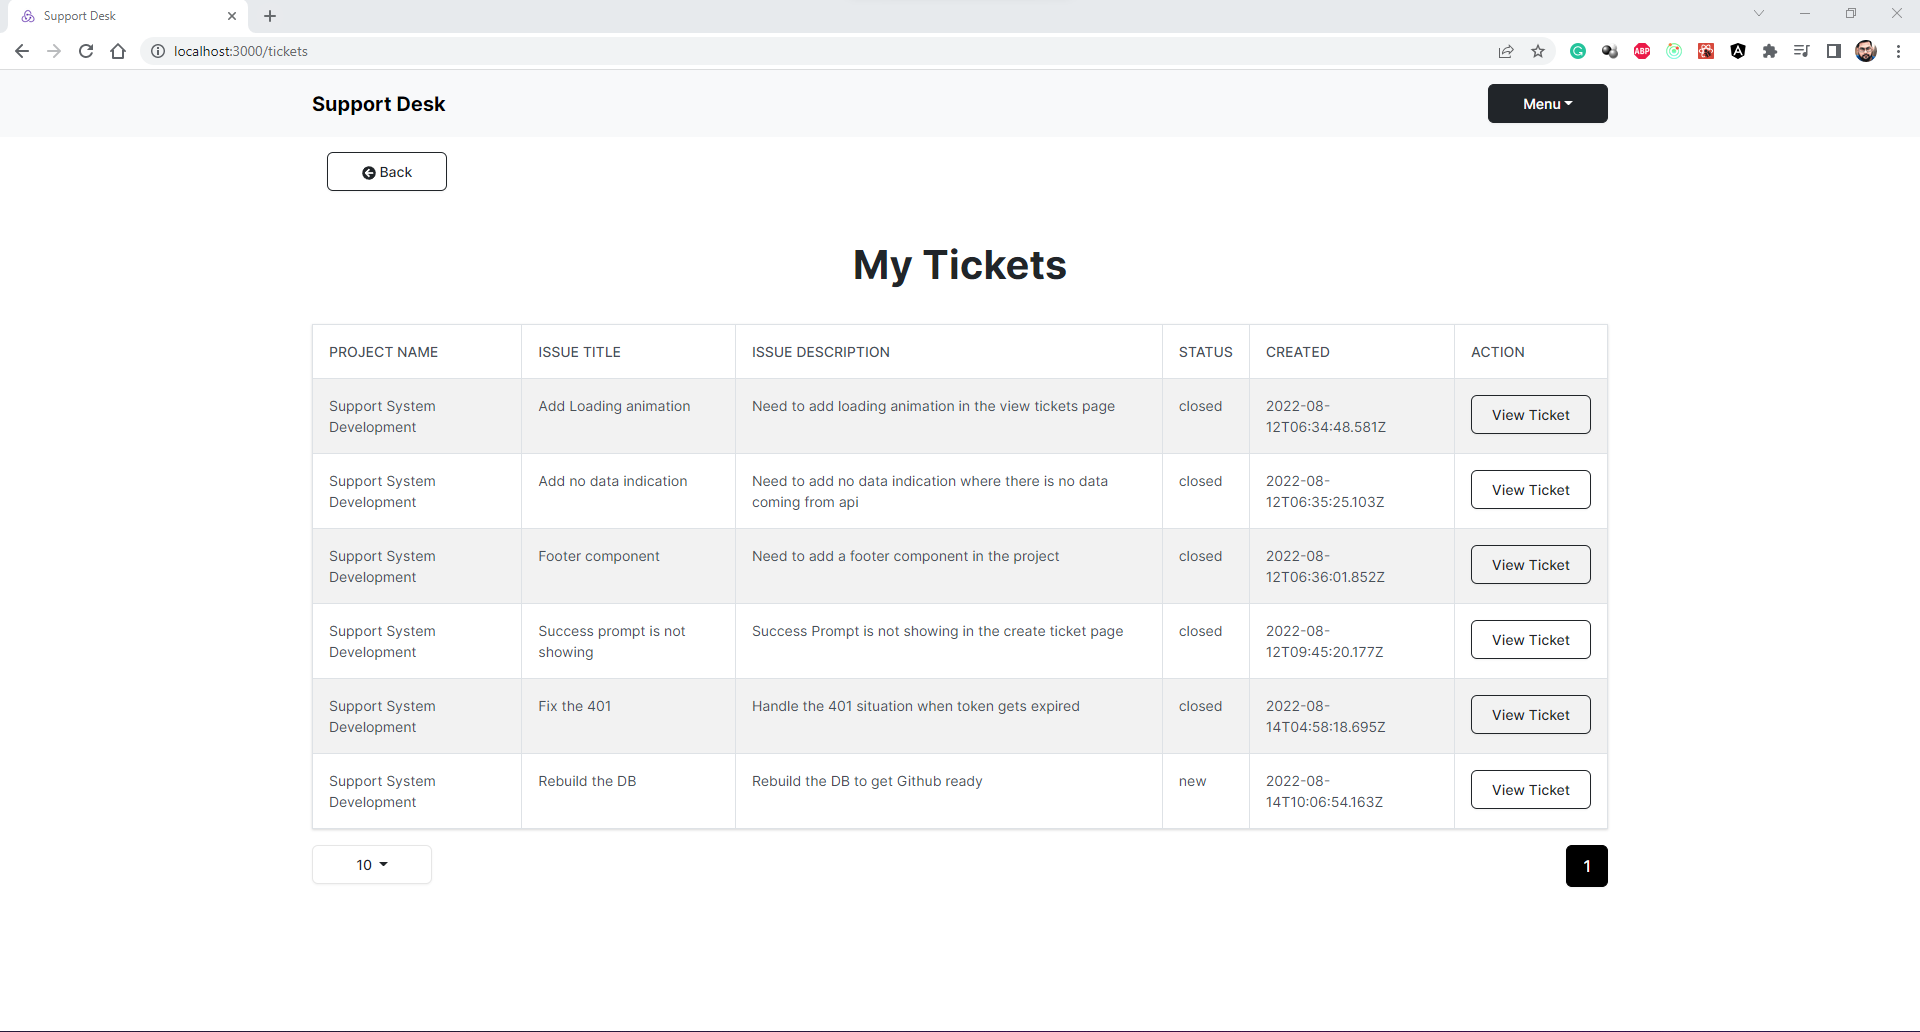 Support Desk
localhost:3000/tickets
ABP
Support Desk
Menu
Back
My Tickets
PROJECT NAME ISSUE TITLE ISSUE DESCRIPTION STATUS CREATED ACTION
Support System Add Loading animation Need to add loading animation in the view tickets page closed 2022-08- View Ticket
Development 12T06:34:48.581Z
Support System Add no data indication Need to add no data indication where there is no data closed 2022-08- View Ticket
Development coming from api 12T06:35:25.103Z
Support System Footer component Need to add a footer component in the project closed 2022-08- View Ticket
Development 12T06:36:01.852Z
Support System Success prompt is not Success Prompt is not showing in the create ticket page closed 2022-08- View Ticket
Development showing 12T09:45:20.177Z
Support System Fix the 401 Handle the 401 situation when token gets expired closed 2022-08- View Ticket
Development 14T04:58:18.695Z
Support System Rebuild the DB Rebuild the DB to get Github ready new 2022-08- View Ticket
Development 14T10:06:54.163Z
10 1